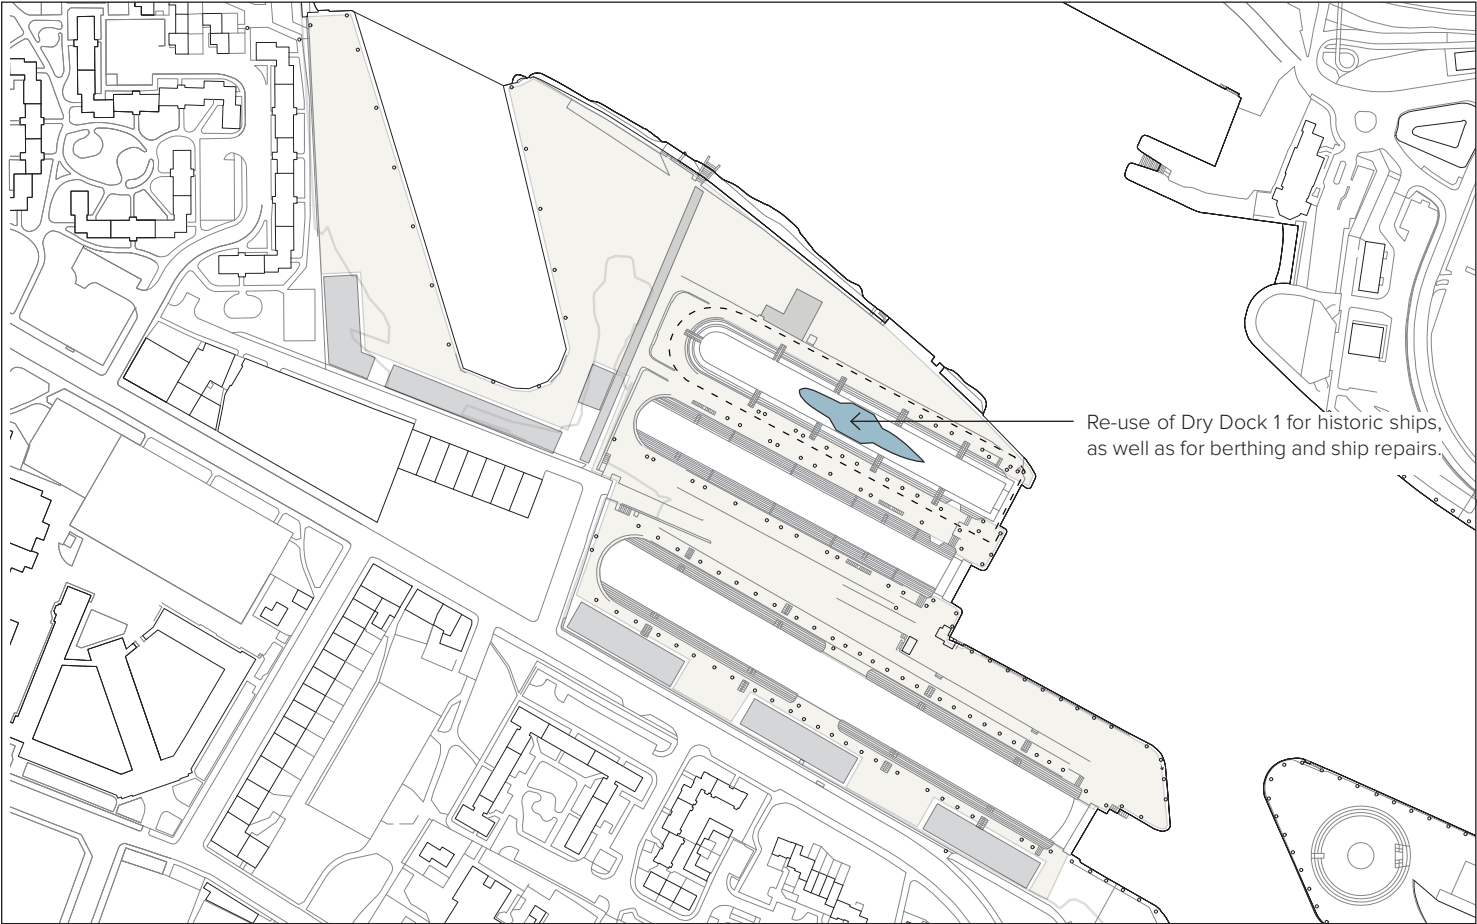 Re-use of Dry Dock 1 for historic ships,
as well as for berthing and ship repairs.